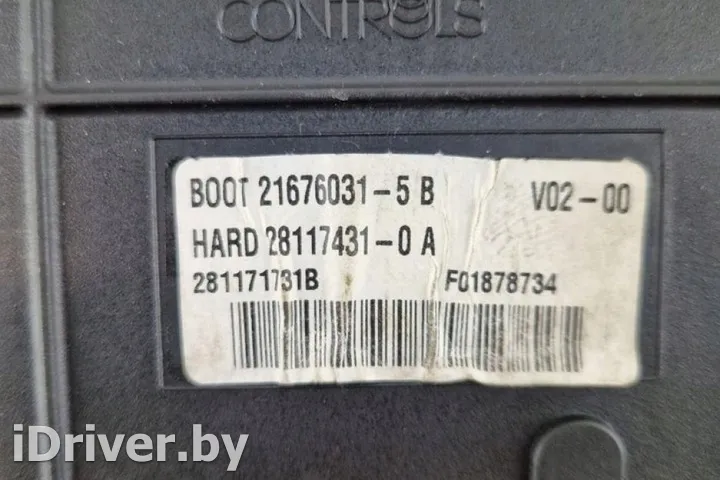 CONTROLS
BOOT 21676031-5 B V02-00
HARD 28117431-0 A
281171731B F01878734
iDriver.by